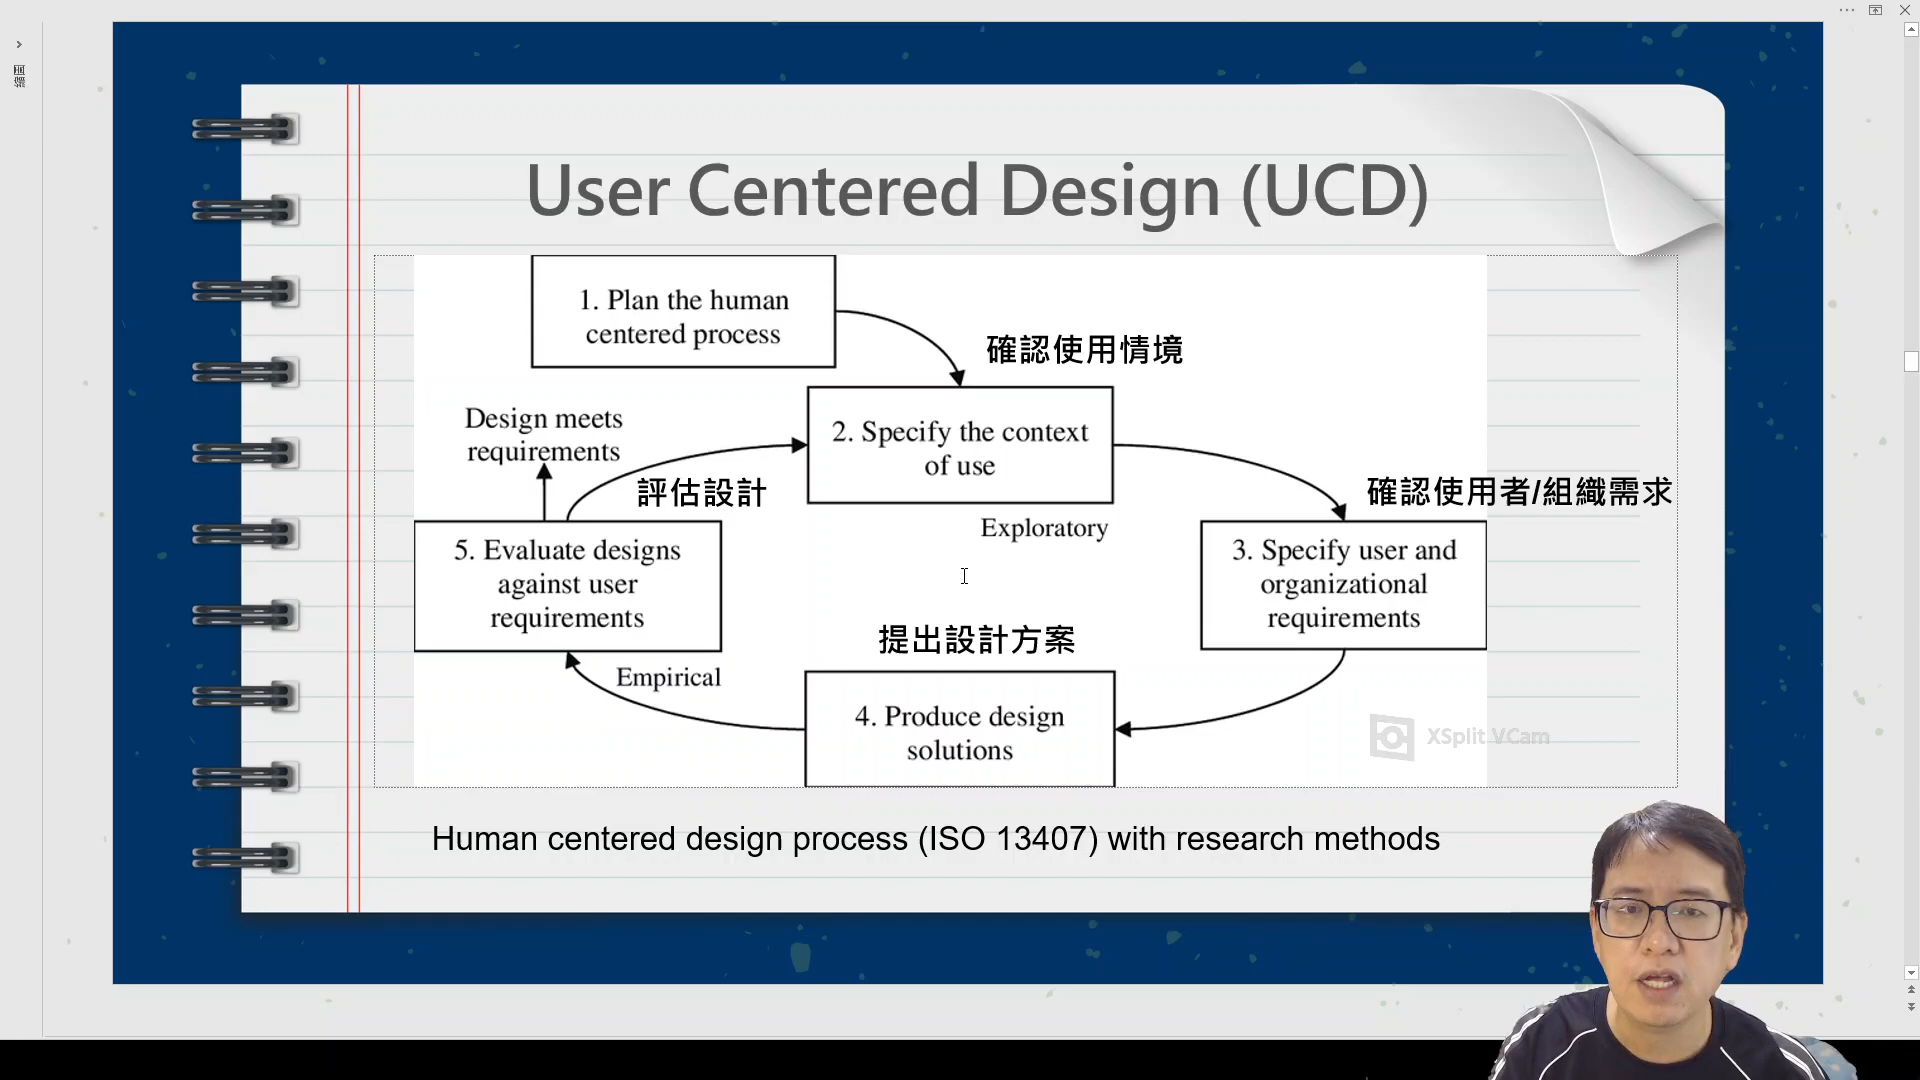 縮圖
User Centered Design (UCD)
1. Plan the human
centered process
確認使用情境
Design meets
requirements
2. Specify the context
of use
評估設計
確認使用者/組織需求
Exploratory
5. Evaluate designs
against user
requirements
3. Specify user and
organizational
requirements
提出設計方案
Empirical
4. Produce design
solutions
XSplit VCam
Human centered design process (ISO 13407) with research methods